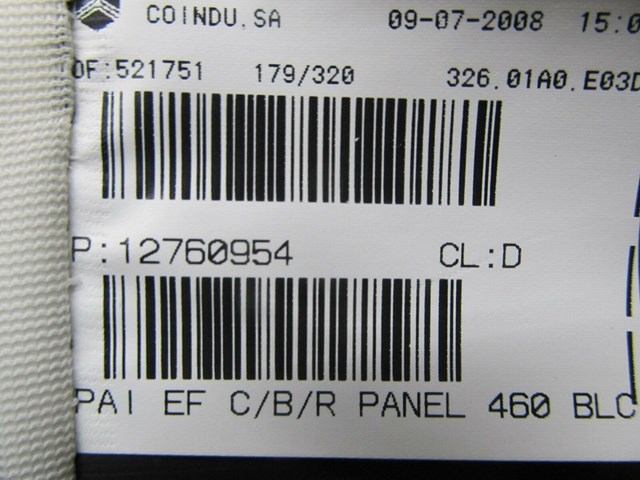 COINDU.SA 09-07-2008 15:0
OF:521751 179/320 326.01A0.E03D
P:12760954 CL:D
PAI EF C/B/R PANEL 460 BLC